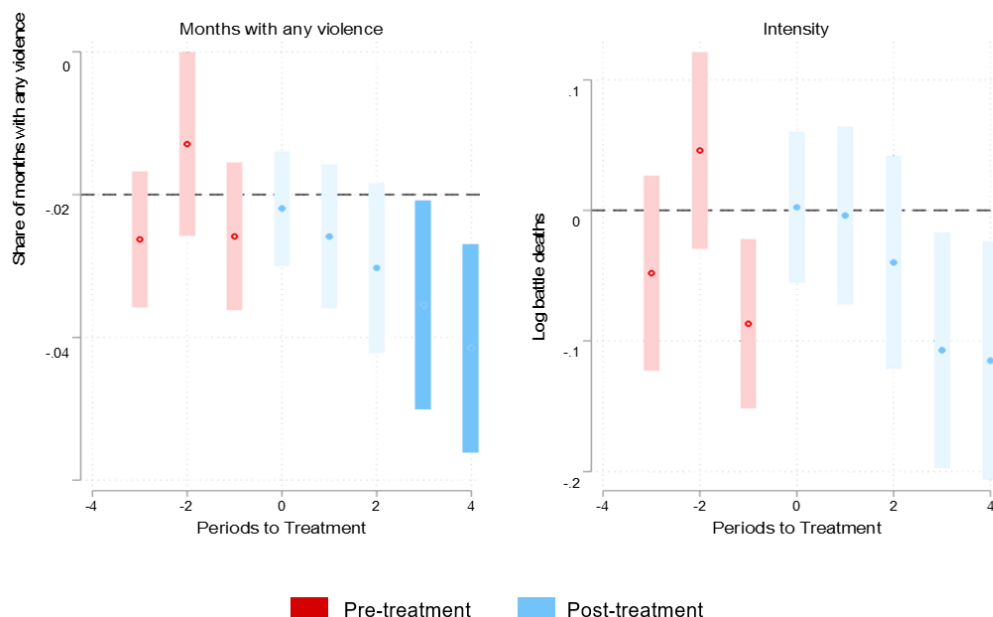 Months with any violence
Share of months with any violence
0
-.02
-.04
-4
-2
0
2
4
Periods to Treatment
Intensity
Log battle deaths
.1
0
-.1
-.2
-4
-2
0
2
4
Periods to Treatment
Pre-treatment
Post-treatment